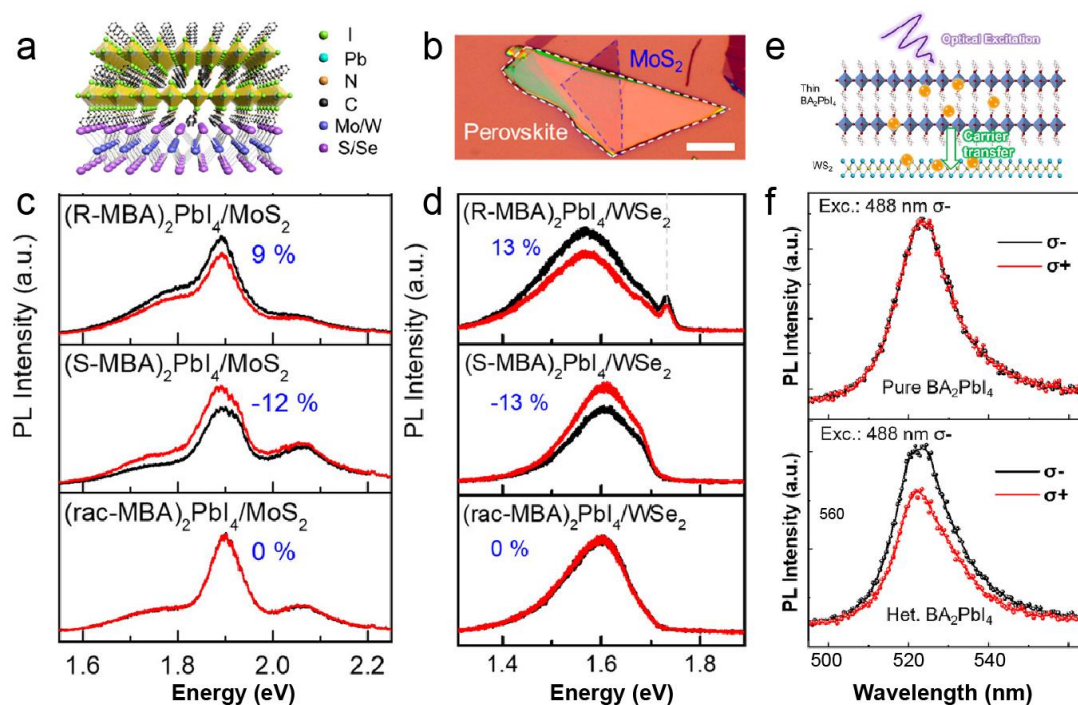 a
I
Pb
N
C
Mo/W
S/Se
b
MoS₂
Perovskite
e
Optical Excitation
Thin
BA₂PbI₄
Carrier
transfer
WS₂
c
(R-MBA)₂PbI₄/MoS₂
9 %
(S-MBA)₂PbI₄/MoS₂
-12 %
(rac-MBA)₂PbI₄/MoS₂
0 %
PL Intensity (a.u.)
1.6 1.8 2.0 2.2
Energy (eV)
d
(R-MBA)₂PbI₄/WSe₂
13 %
(S-MBA)₂PbI₄/WSe₂
-13 %
(rac-MBA)₂PbI₄/WSe₂
0 %
PL Intensity (a.u.)
1.4 1.6 1.8
Energy (eV)
f
Exc.: 488 nm σ-
σ-
σ+
Pure BA₂PbI₄
PL Intensity (a.u.)
Exc.: 488 nm σ-
σ-
σ+
560
Het. BA₂PbI₄
PL Intensity (a.u.)
500 520 540
Wavelength (nm)